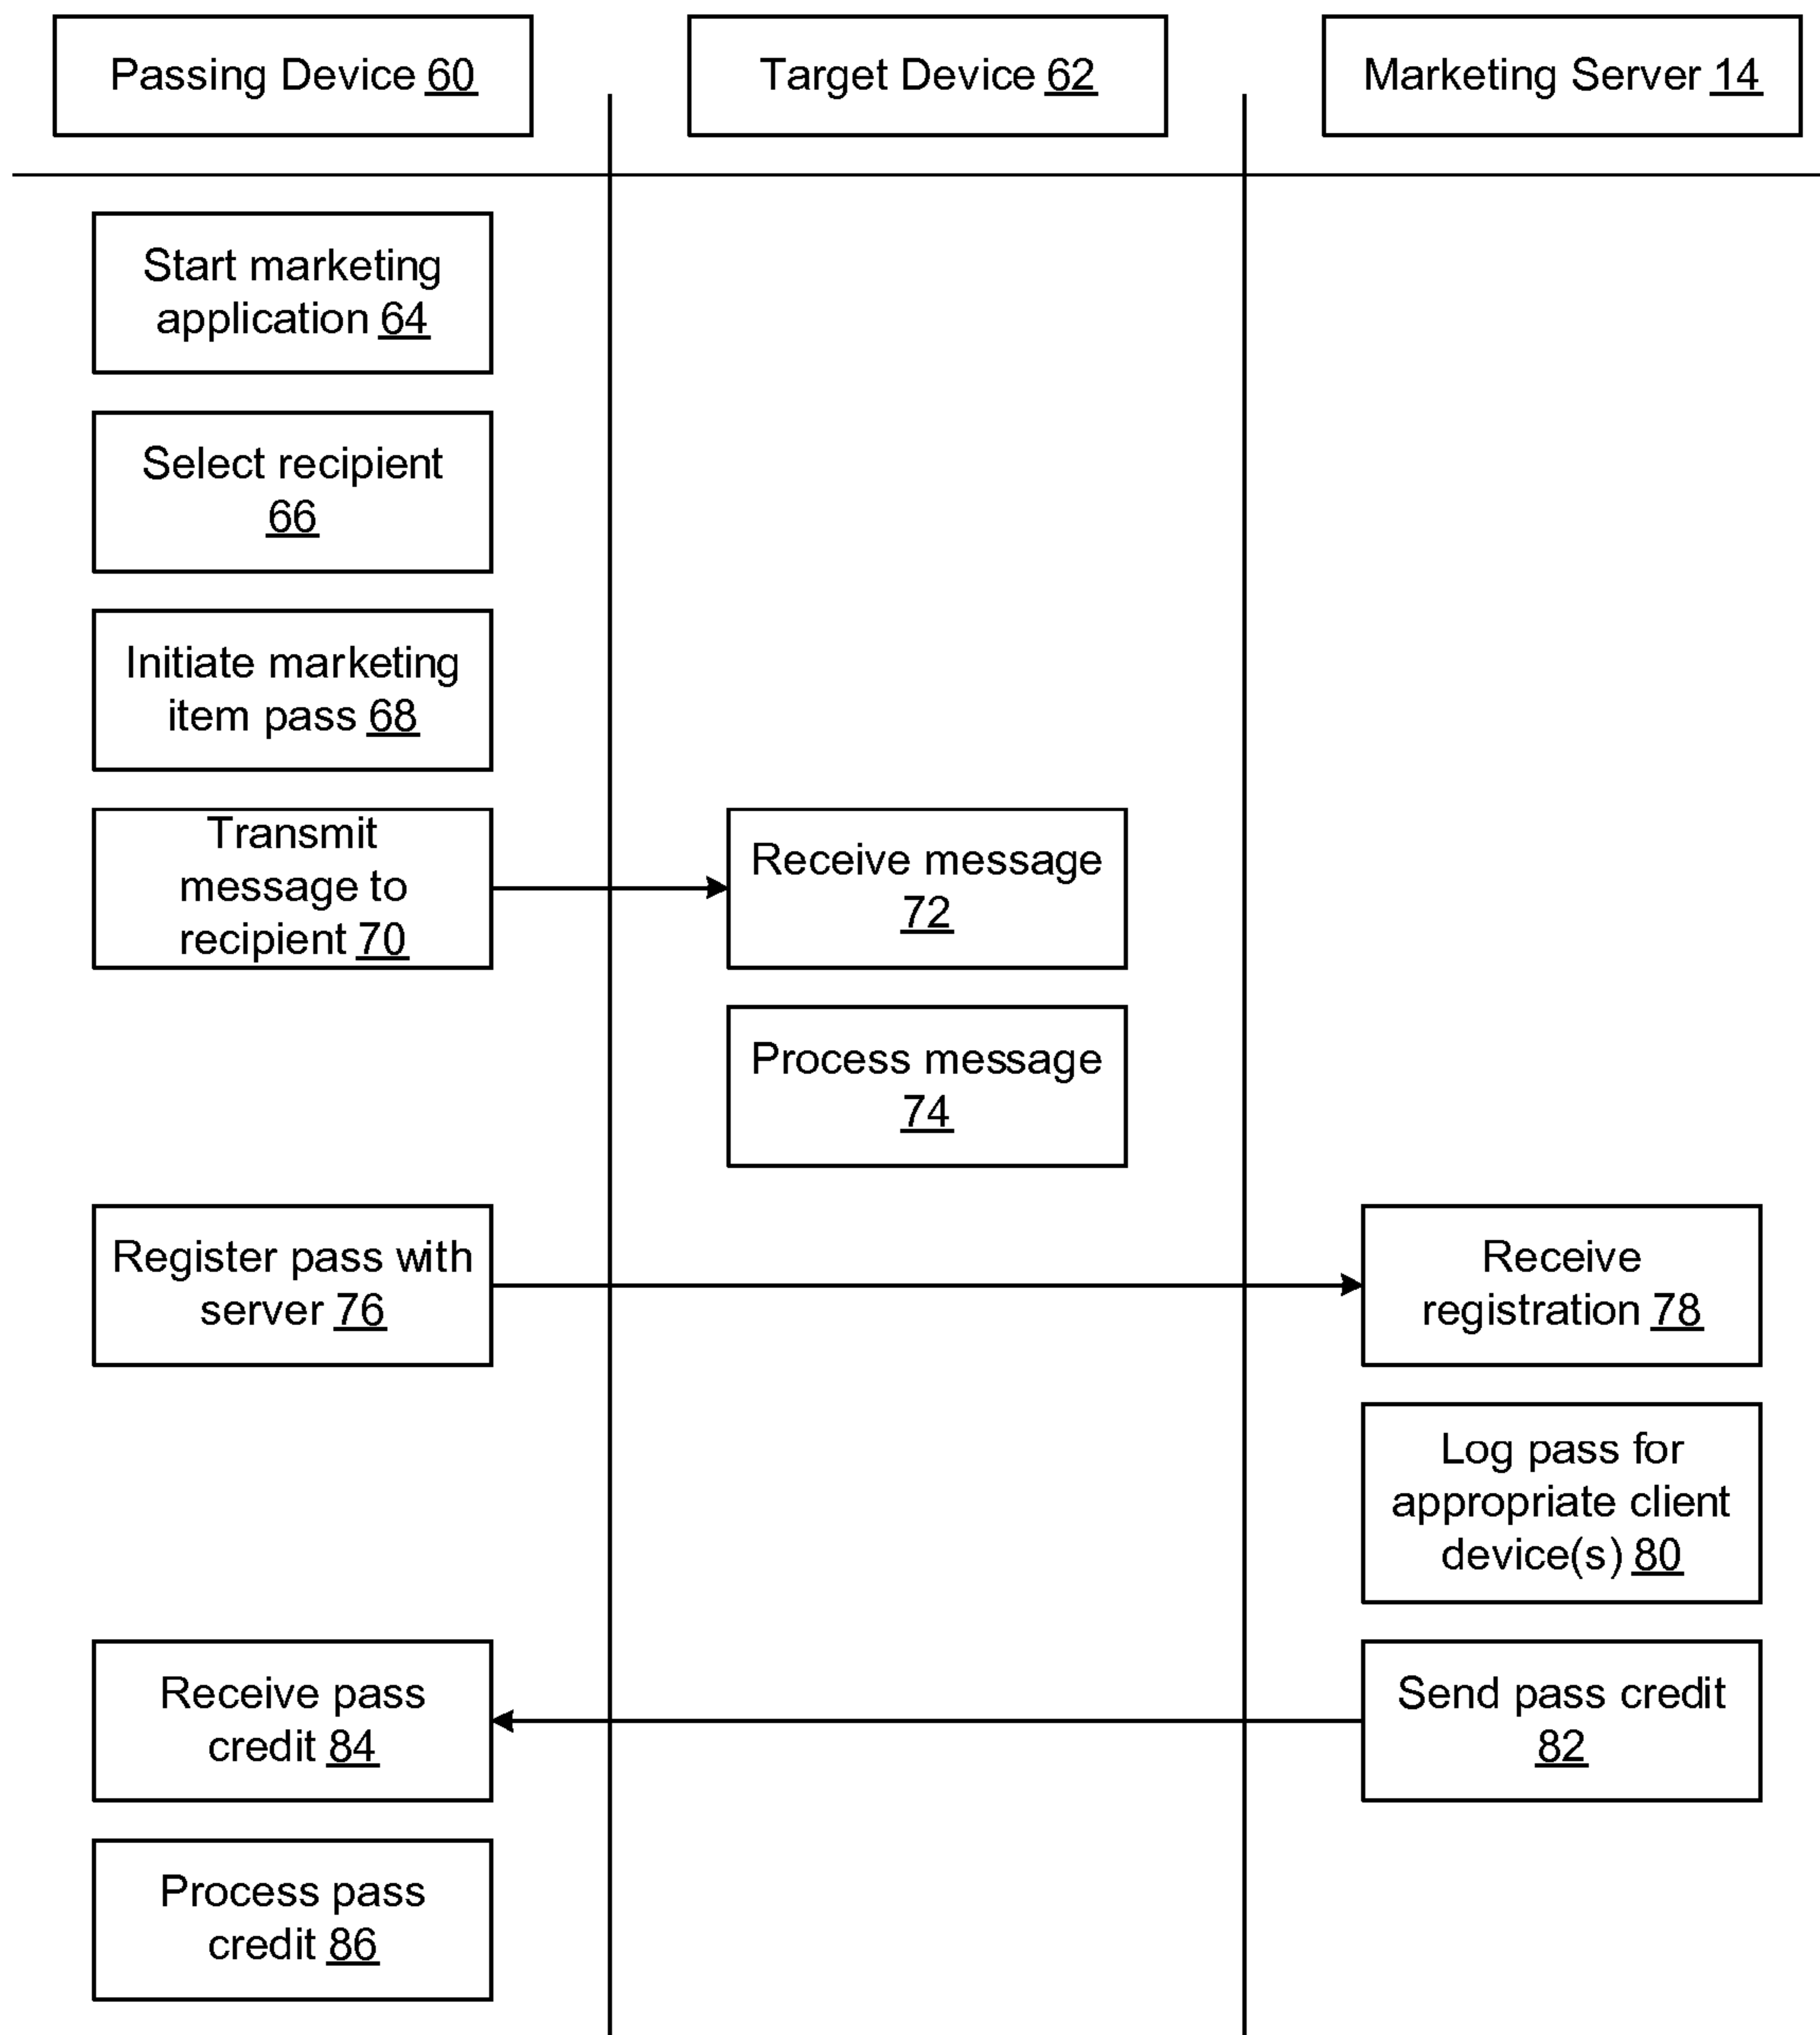 Passing Device 60
Target Device 62
Marketing Server 14
Start marketing
application 64
Select recipient
66
Initiate marketing
item pass 68
Transmit
message to
recipient 70
Receive message
72
Process message
74
Register pass with
server 76
Receive
registration 78
Log pass for
appropriate client
device(s) 80
Receive pass
credit 84
Send pass credit
82
Process pass
credit 86